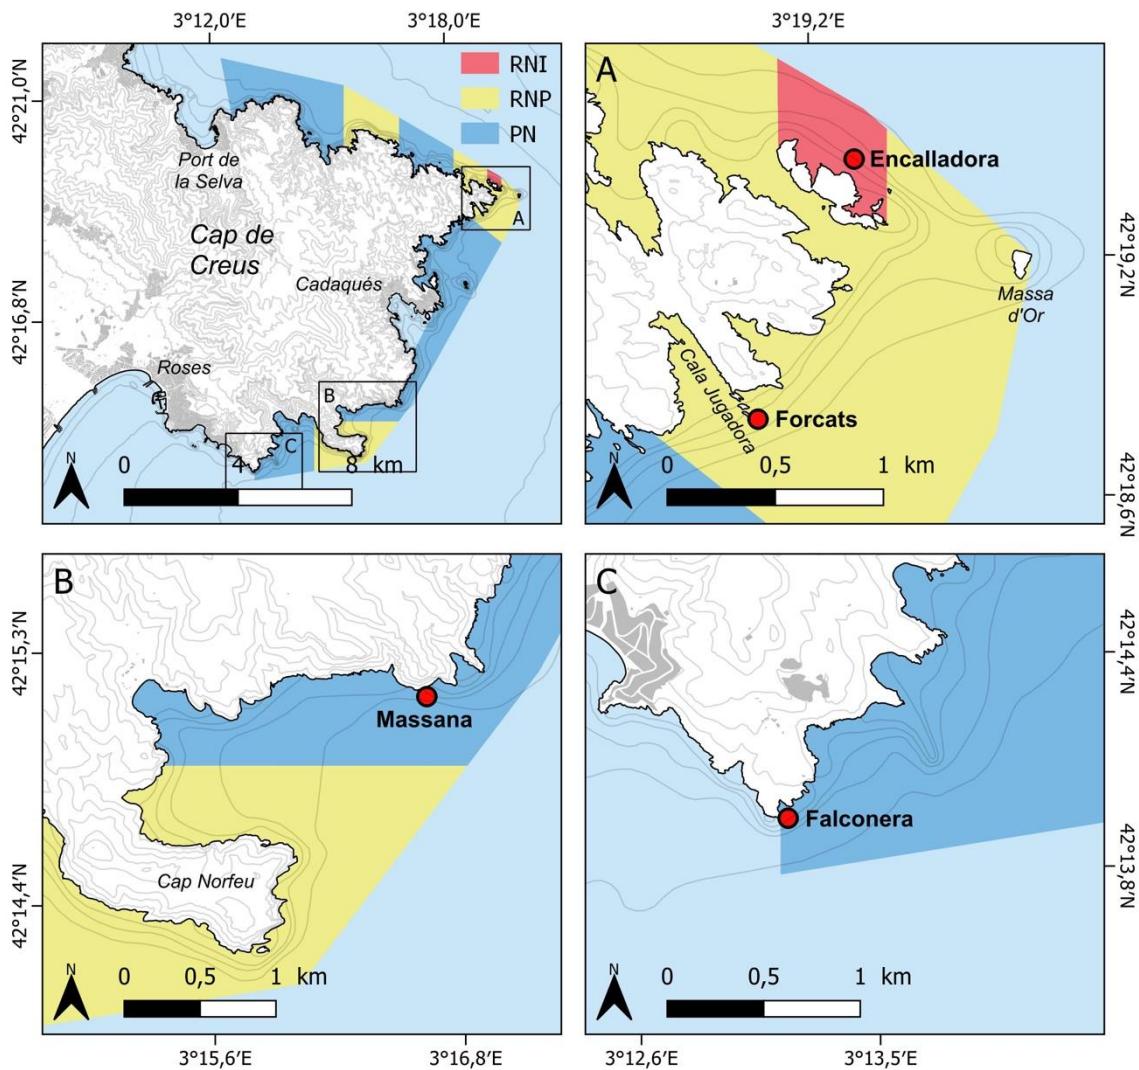 3°12,0'E
3°18,0'E
42°21,0'N
42°16,8'N
RNI
RNP
PN
Port de
la Selva
Cap de
Creus
Cadaqués
Roses
A
B
C
N
0
4
8 km
3°19,2'E
A
Encalladora
Massa
d'Or
Cala Jugadora
Forcats
N
0
0,5
1 km
42°19,2'N
42°18,6'N
B
42°15,3'N
42°14,4'N
Massana
Cap Norfeu
N
0
0,5
1 km
3°15,6'E
3°16,8'E
C
Falconera
42°14,4'N
42°13,8'N
N
0
0,5
1 km
3°12,6'E
3°13,5'E